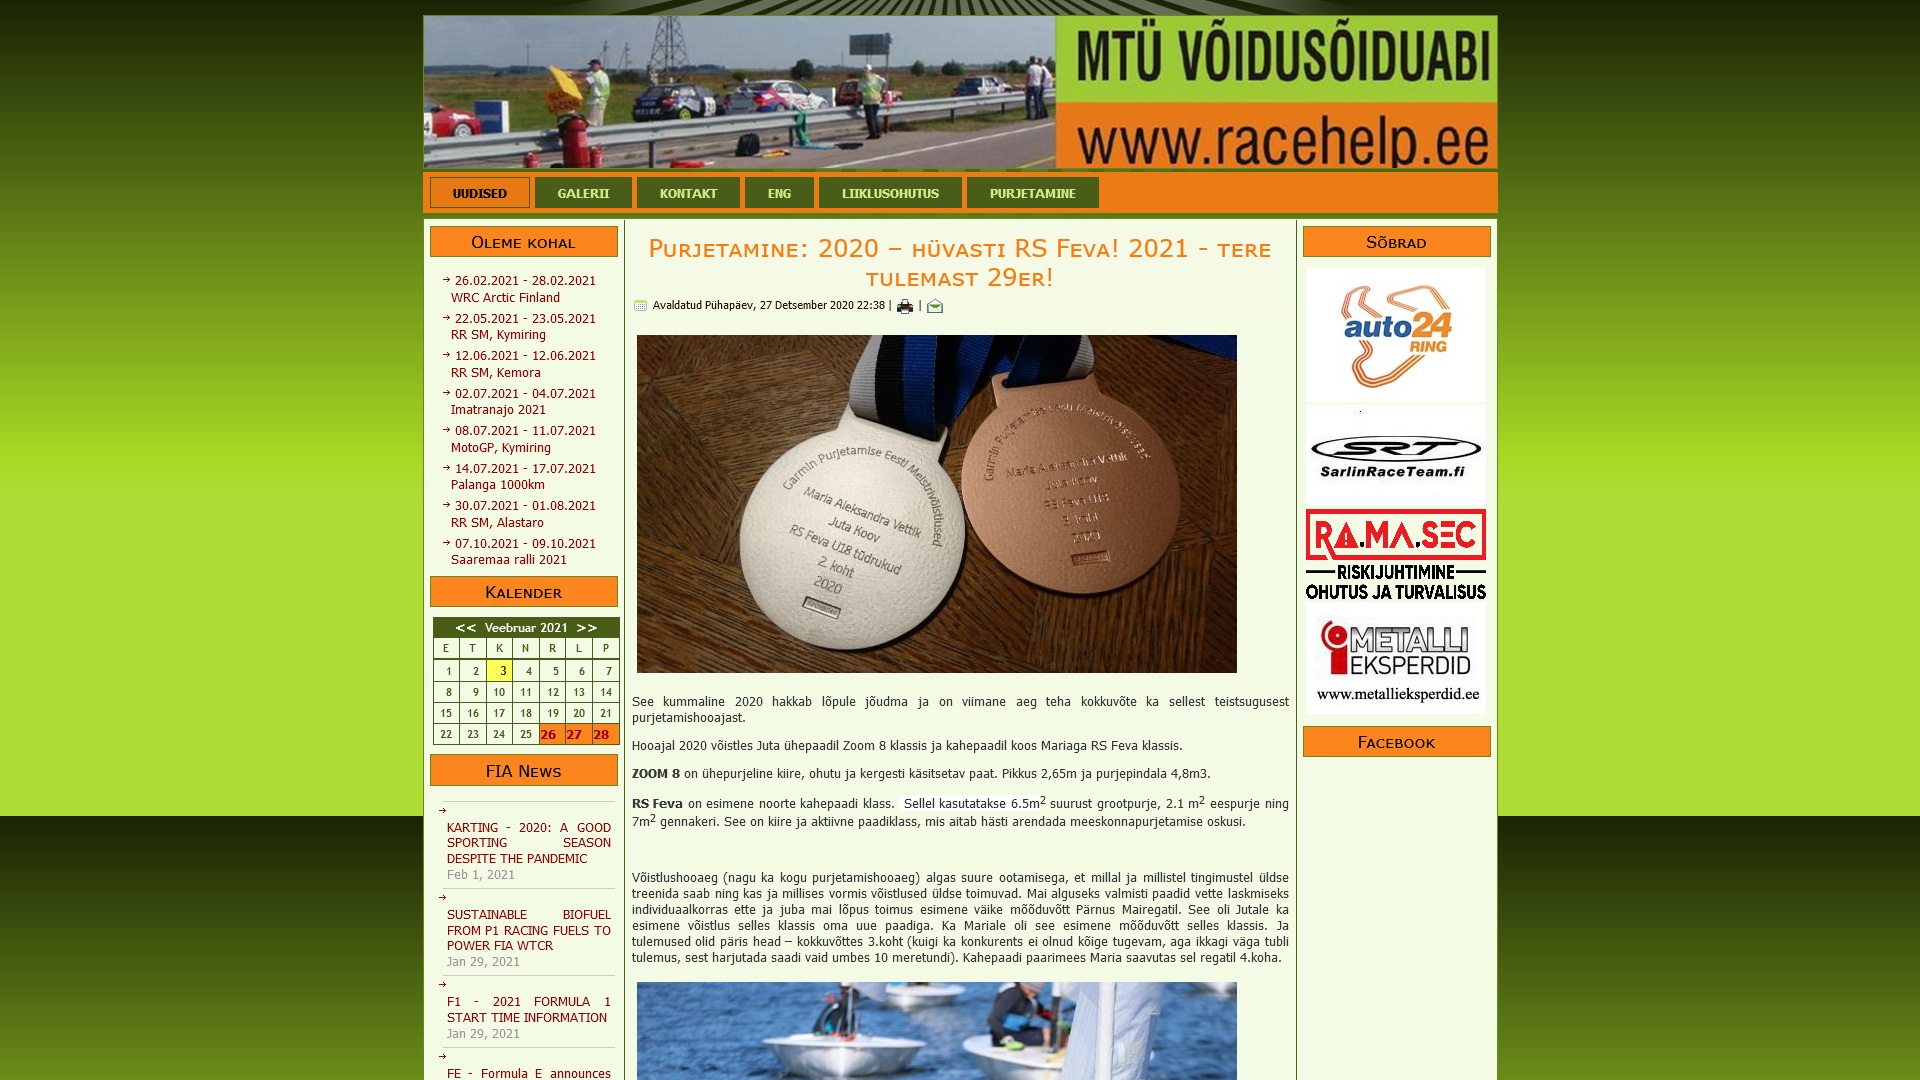 MTÜ VÕIDUSÕIDUABI
www.racehelp.ee
UUDISED
GALERII
KONTAKT
ENG
LIIKLUSOHUTUS
PURJETAMINE
Oleme kohal
26.02.2021 - 28.02.2021
WRC Arctic Finland
22.05.2021 - 23.05.2021
RR SM, Kymiring
12.06.2021 - 12.06.2021
RR SM, Kemora
02.07.2021 - 04.07.2021
Imatranajo 2021
08.07.2021 - 11.07.2021
MotoGP, Kymiring
14.07.2021 - 17.07.2021
Palanga 1000km
30.07.2021 - 01.08.2021
RR SM, Alastaro
07.10.2021 - 09.10.2021
Saaremaa ralli 2021
Kalender
<< Veebruar 2021 >>
E T K N R L P
1 2 3 4 5 6 7
8 9 10 11 12 13 14
15 16 17 18 19 20 21
22 23 24 25 26 27 28
FIA News
KARTING - 2020: A GOOD
SPORTING SEASON
DESPITE THE PANDEMIC
Feb 1, 2021
SUSTAINABLE BIOFUEL
FROM P1 RACING FUELS TO
POWER FIA WTCR
Jan 29, 2021
F1 - 2021 FORMULA 1
START TIME INFORMATION
Jan 29, 2021
FE - Formula E announces
Purjetamine: 2020 – hüvasti RS Feva! 2021 - tere
tulemast 29er!
Avaldatud Pühapäev, 27 Detsember 2020 22:38 | |
Garmin Purjetamise Eesti Meistrivõistlused
Maria Aleksandra Vettik
Juta Koov
RS Feva U18 tüdrukud
2. koht
2020
Garmin Purjetamise Eesti Meistrivõistlused
Maria Aleksandra Vettik
Juta Koov
RS Feva U18
3. koht
2020
See kummaline 2020 hakkab lõpule jõudma ja on viimane aeg teha kokkuvõte ka sellest teistsugusest
purjetamishooajast.
Hooajal 2020 võistles Juta ühepaadil Zoom 8 klassis ja kahepaadil koos Mariaga RS Feva klassis.
ZOOM 8 on ühepurjeline kiire, ohutu ja kergesti käsitsetav paat. Pikkus 2,65m ja purjepindala 4,8m3.
RS Feva on esimene noorte kahepaadi klass. Sellel kasutatakse 6.5m2 suurust grootpurje, 2.1 m2 eespurje ning
7m2 gennakeri. See on kiire ja aktiivne paadiklass, mis aitab hästi arendada meeskonnapurjetamise oskusi.
Võistlushooaeg (nagu ka kogu purjetamishooaeg) algas suure ootamisega, et millal ja millistel tingimustel üldse
treenida saab ning kas ja millises vormis võistlused üldse toimuvad. Mai alguseks valmisti paadid vette laskmiseks
individuaalkorras ette ja juba mai lõpus toimus esimene väike mõõduvõtt Pärnus Mairegatil. See oli Jutale ka
esimene võistlus selles klassis oma uue paadiga. Ka Mariale oli see esimene mõõduvõtt selles klassis. Ja
tulemused olid päris head – kokkuvõttes 3.koht (kuigi ka konkurents ei olnud kõige tugevam, aga ikkagi väga tubli
tulemus, sest harjutada saadi vaid umbes 10 meretundi). Kahepaadi paarimees Maria saavutas sel regatil 4.koha.
Sõbrad
auto24
RING
SRT
SarlinRaceTeam.fi
RA.MA.SEC
RISKIJUHTIMINE
OHUTUS JA TURVALISUS
METALLI
EKSPERDID
www.metallieksperdid.ee
Facebook